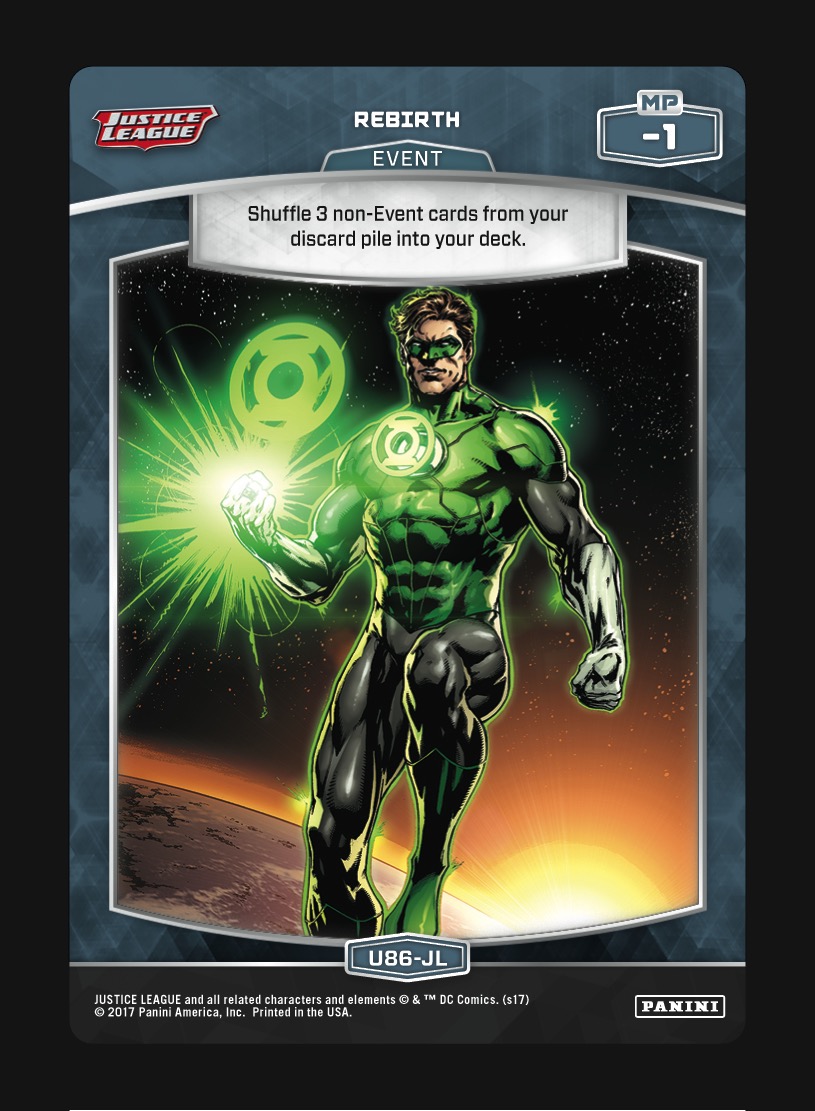 JUSTICE
LEAGUE
REBIRTH
MP
-1
EVENT
Shuffle 3 non-Event cards from your
discard pile into your deck.
U86-JL
JUSTICE LEAGUE and all related characters and elements © & ™ DC Comics. (s17)
© 2017 Panini America, Inc. Printed in the USA.
PANINI